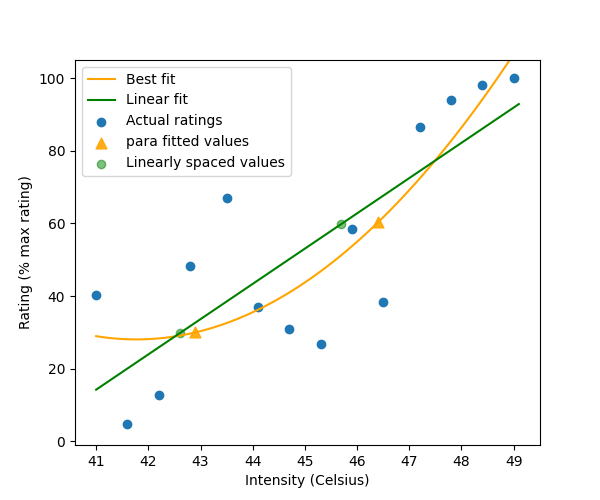 Best fit
Linear fit
Actual ratings
para fitted values
Linearly spaced values
100
80
60
40
20
0
Rating (% max rating)
41 42 43 44 45 46 47 48 49
Intensity (Celsius)